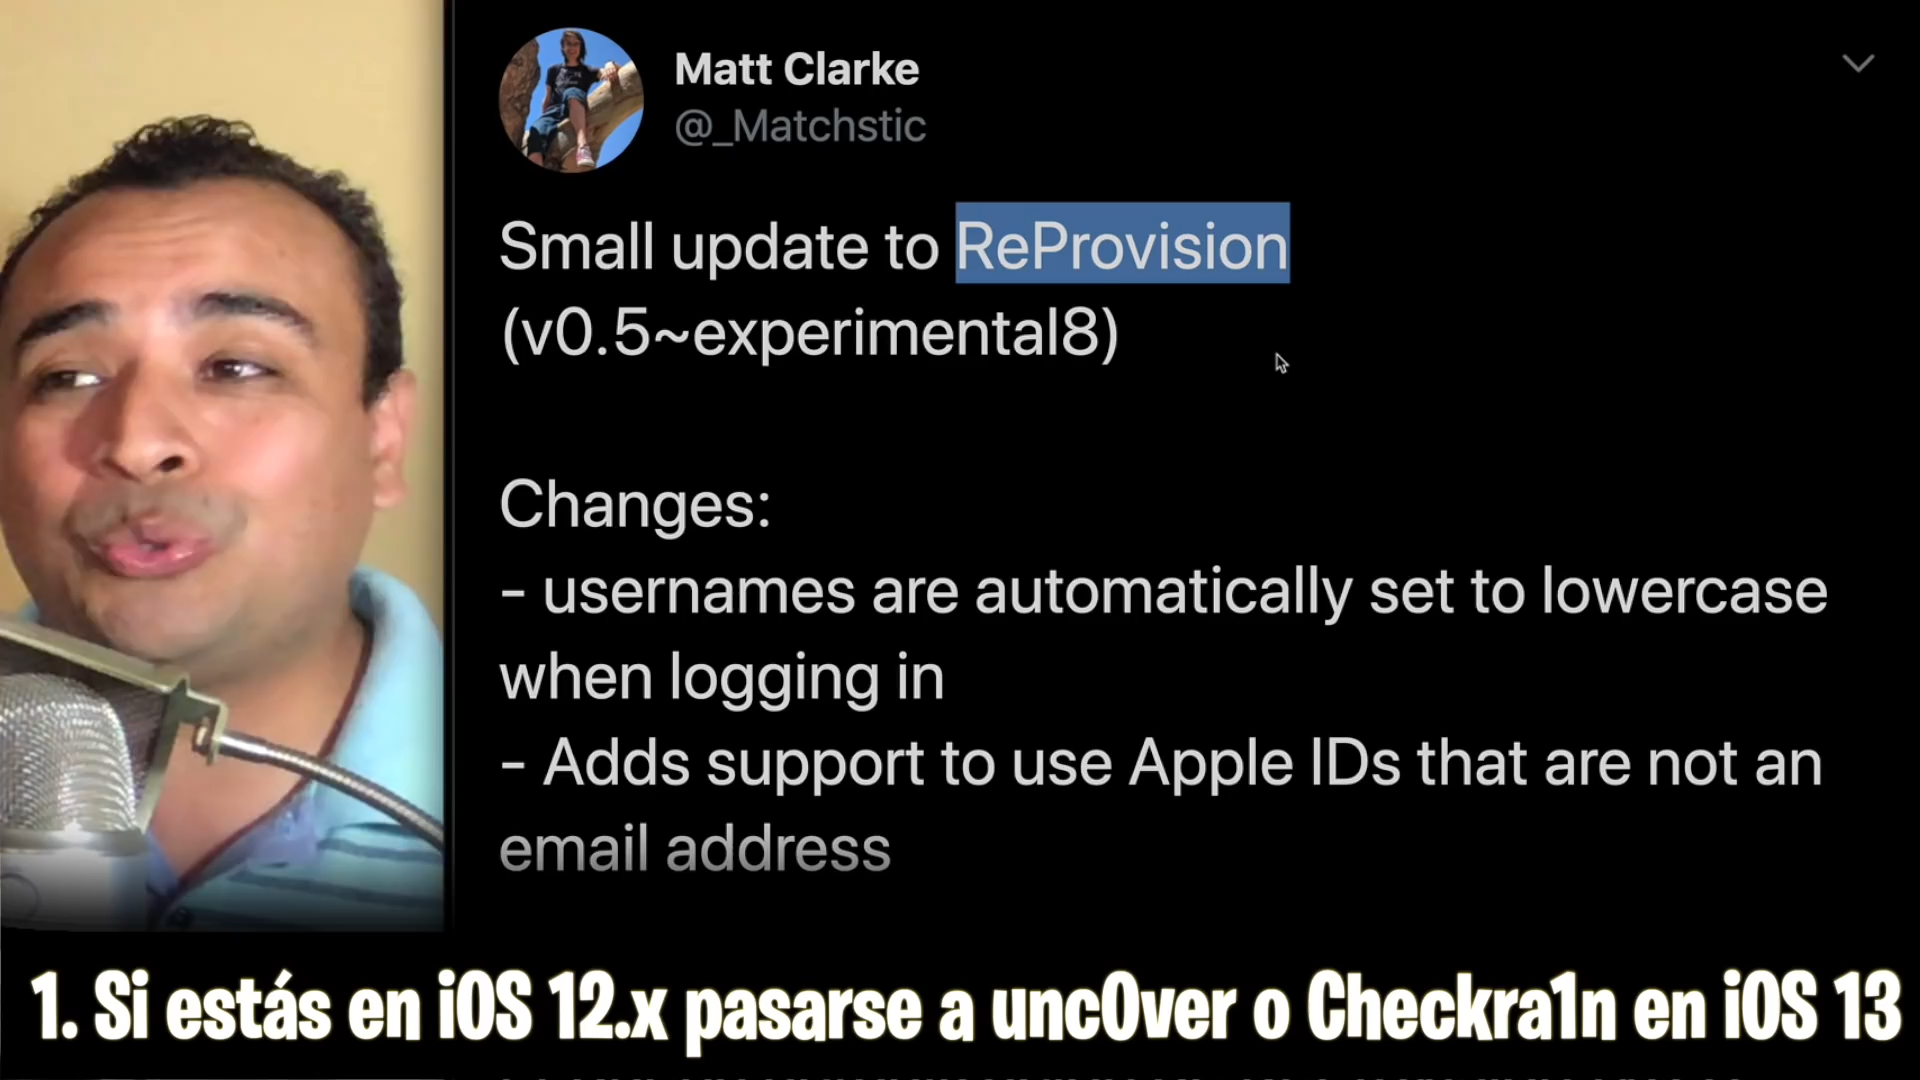 Matt Clarke
@_Matchstic
Small update to ReProvision
(v0.5~experimental8)
Changes:
- usernames are automatically set to lowercase
when logging in
- Adds support to use Apple IDs that are not an
email address
1. Si estás en iOS 12.x pasarse a unc0ver o Checkra1n en iOS 13